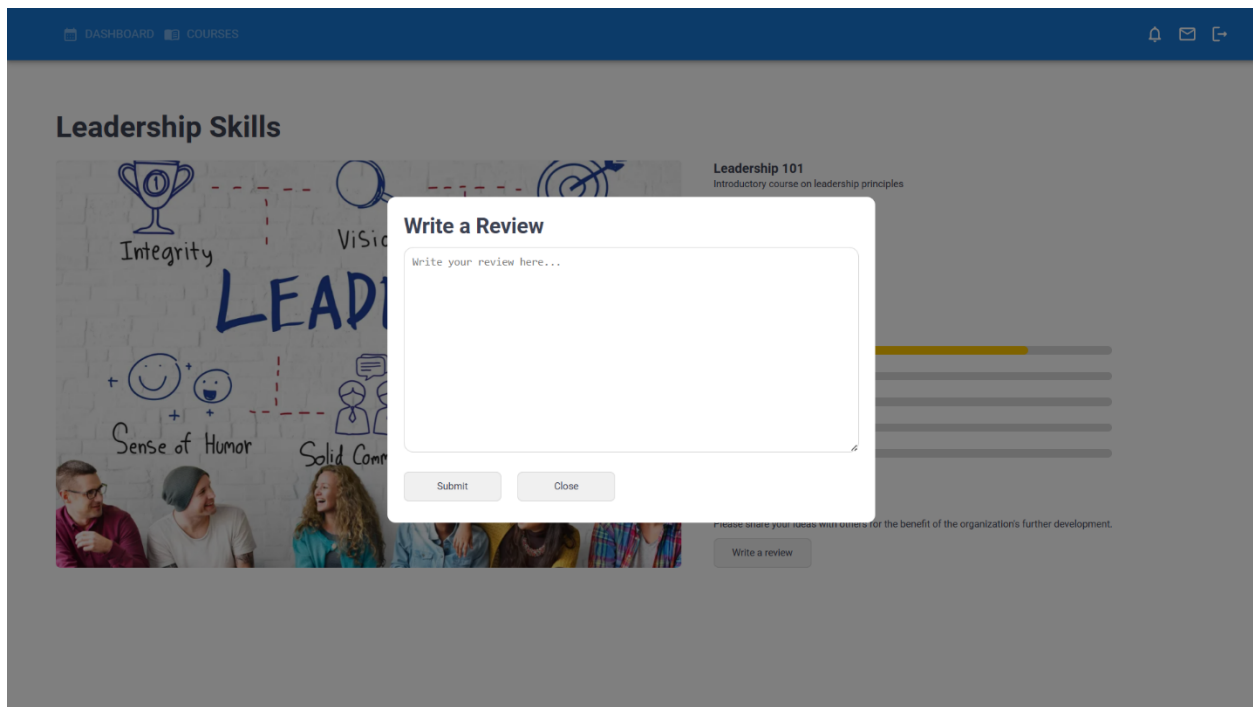 DASHBOARD COURSES
Leadership Skills
Leadership 101
Introductory course on leadership principles
Integrity
LEAD
Sense of Humor
Solid
Write a Review
Write your review here...
Submit Close
Please share your ideas with others for the benefit of the organization's further development.
Write a review